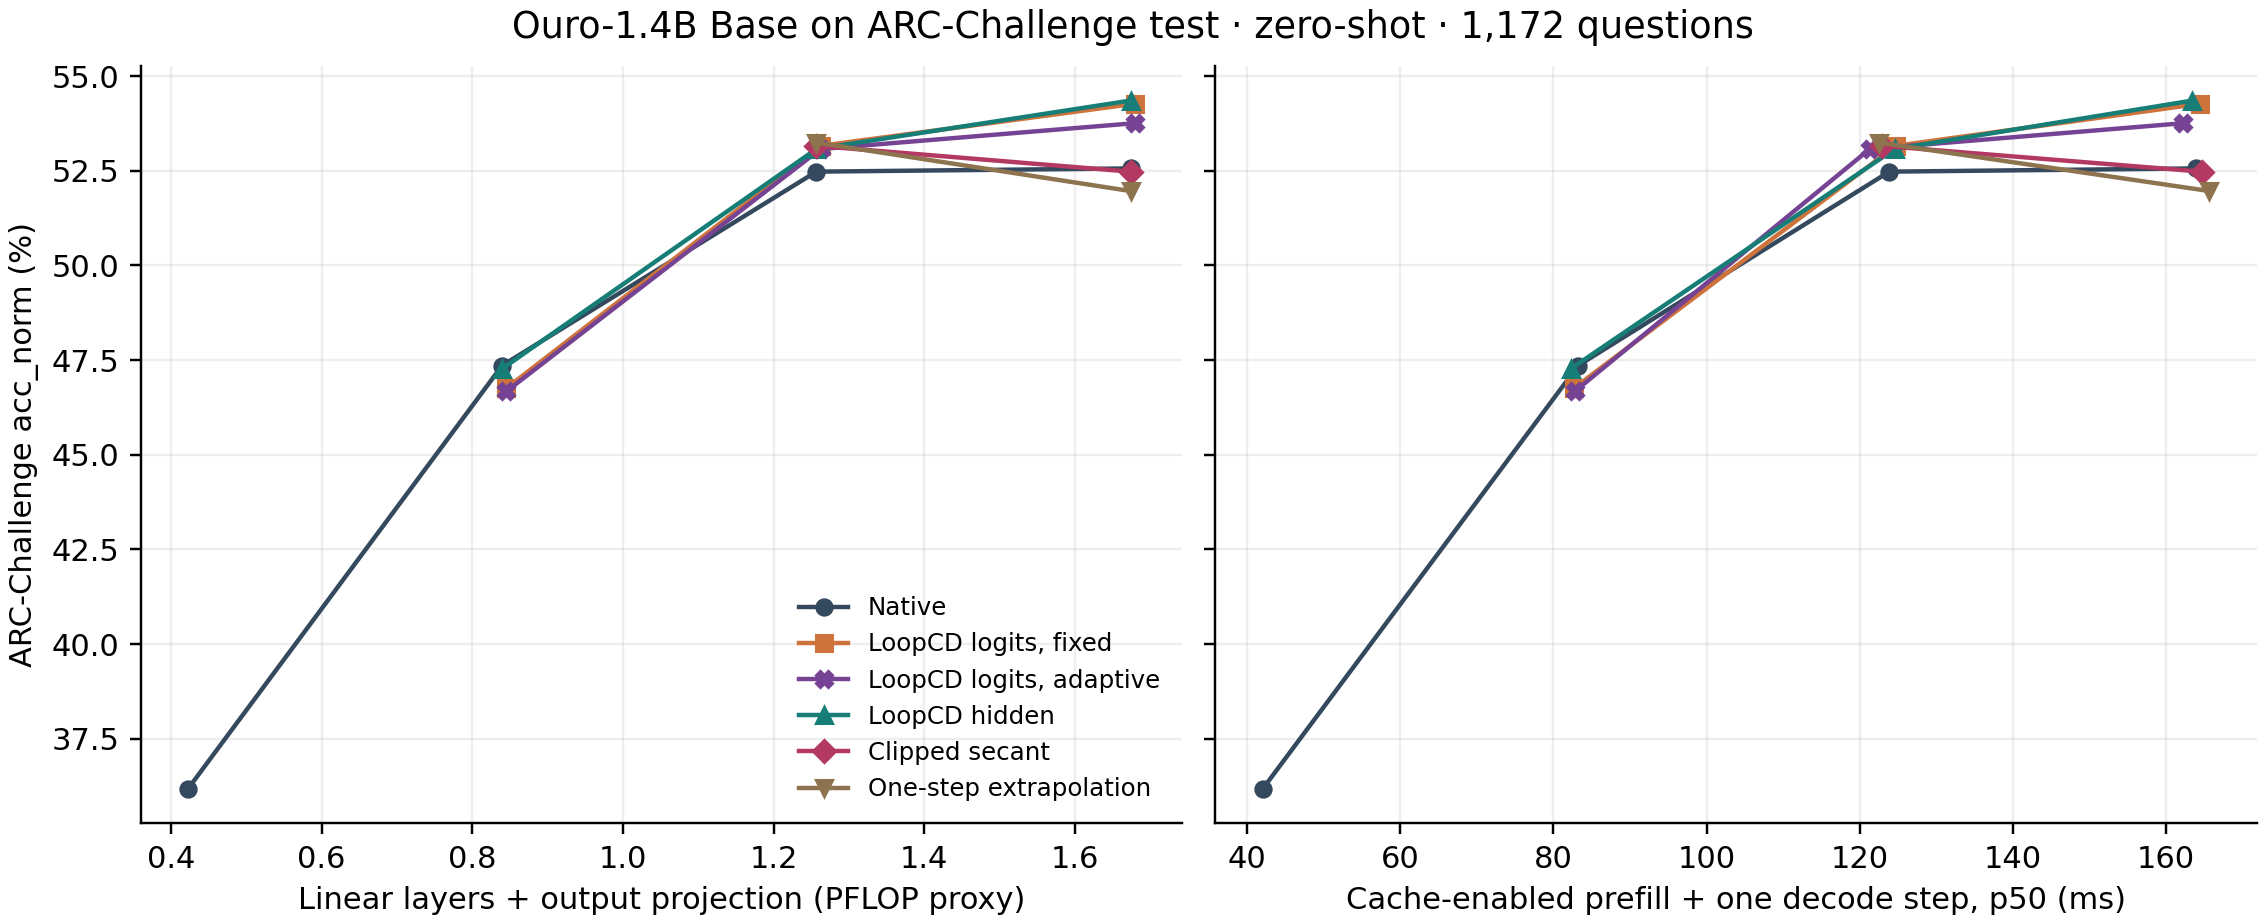 Ouro-1.4B Base on ARC-Challenge test · zero-shot · 1,172 questions
ARC-Challenge acc_norm (%)
55.0
52.5
50.0
47.5
45.0
42.5
40.0
37.5
Native
LoopCD logits, fixed
LoopCD logits, adaptive
LoopCD hidden
Clipped secant
One-step extrapolation
0.4 0.6 0.8 1.0 1.2 1.4 1.6
Linear layers + output projection (PFLOP proxy)
40 60 80 100 120 140 160
Cache-enabled prefill + one decode step, p50 (ms)